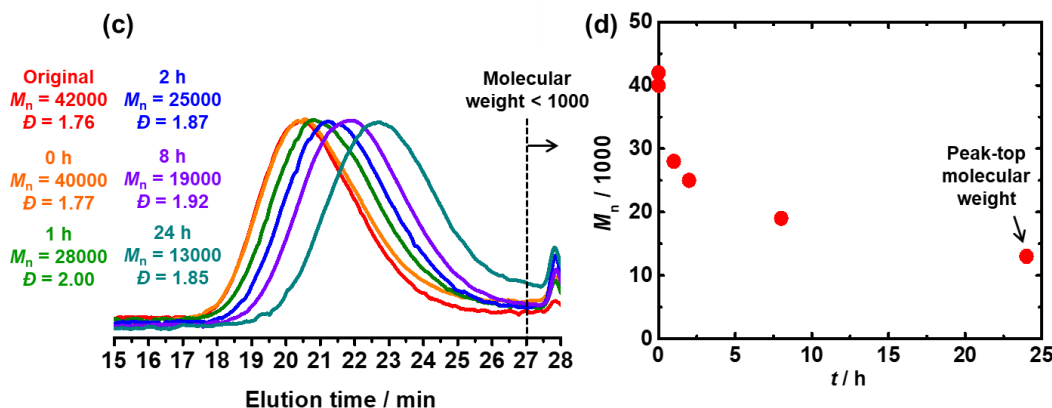 (c)
Original
Mn = 42000
Đ = 1.76
0 h
Mn = 40000
Đ = 1.77
1 h
Mn = 28000
Đ = 2.00
2 h
Mn = 25000
Đ = 1.87
8 h
Mn = 19000
Đ = 1.92
24 h
Mn = 13000
Đ = 1.85
Molecular
weight < 1000
15 16 17 18 19 20 21 22 23 24 25 26 27 28
Elution time / min
(d)
Mn / 1000
50
40
30
20
10
0
Peak-top
molecular
weight
0 5 10 15 20 25
t / h